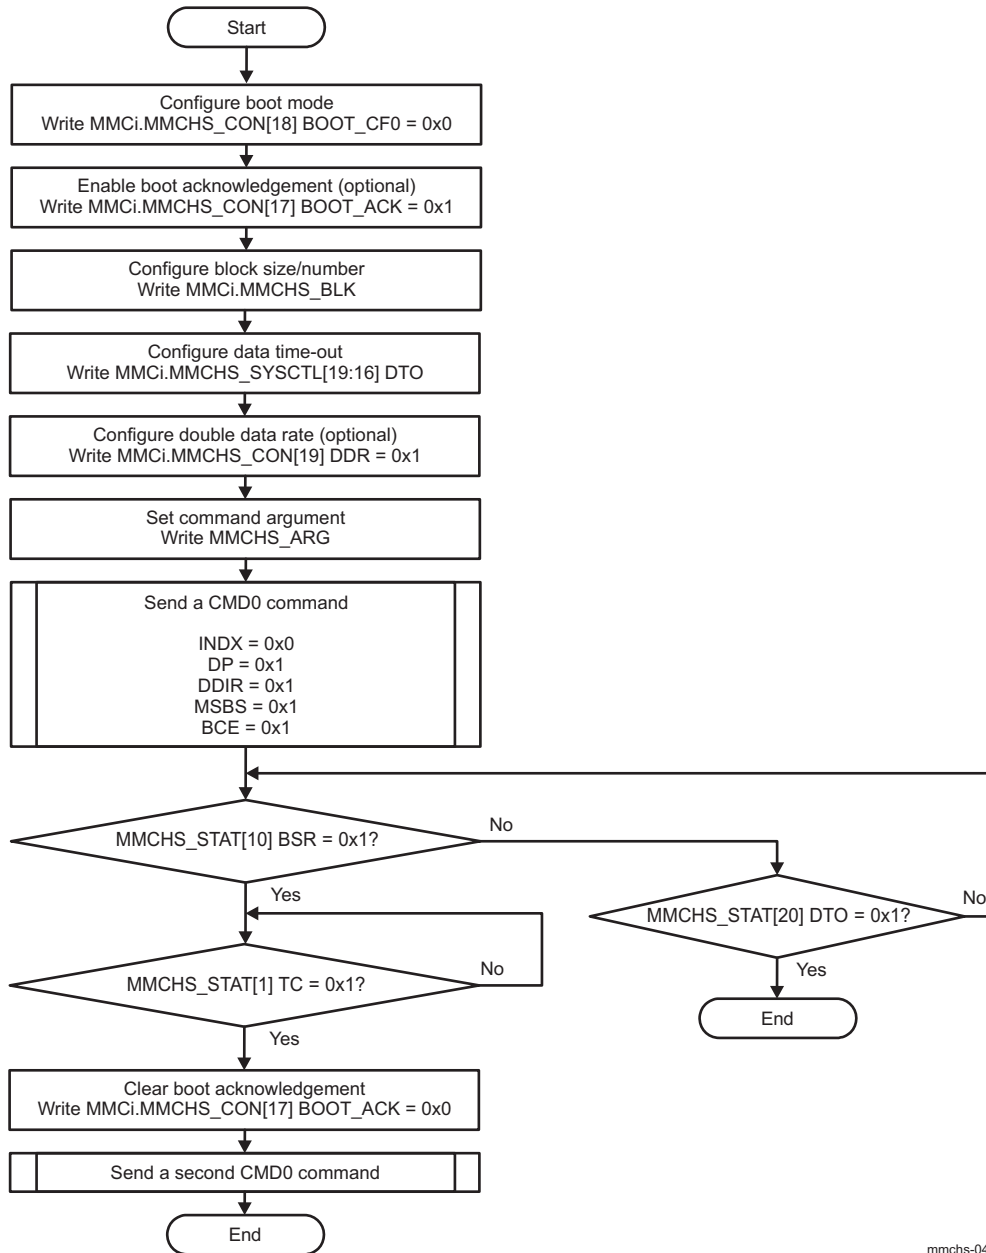 Start
Configure boot mode
Write MMCi.MMCHS_CON[18] BOOT_CF0 = 0x0
Enable boot acknowledgement (optional)
Write MMCi.MMCHS_CON[17] BOOT_ACK = 0x1
Configure block size/number
Write MMCi.MMCHS_BLK
Configure data time-out
Write MMCi.MMCHS_SYSCTL[19:16] DTO
Configure double data rate (optional)
Write MMCi.MMCHS_CON[19] DDR = 0x1
Set command argument
Write MMCHS_ARG
Send a CMD0 command
INDX = 0x0
DP = 0x1
DDIR = 0x1
MSBS = 0x1
BCE = 0x1
MMCHS_STAT[10] BSR = 0x1?
No
Yes
MMCHS_STAT[20] DTO = 0x1?
No
Yes
End
MMCHS_STAT[1] TC = 0x1?
No
Yes
Clear boot acknowledgement
Write MMCi.MMCHS_CON[17] BOOT_ACK = 0x0
Send a second CMD0 command
End